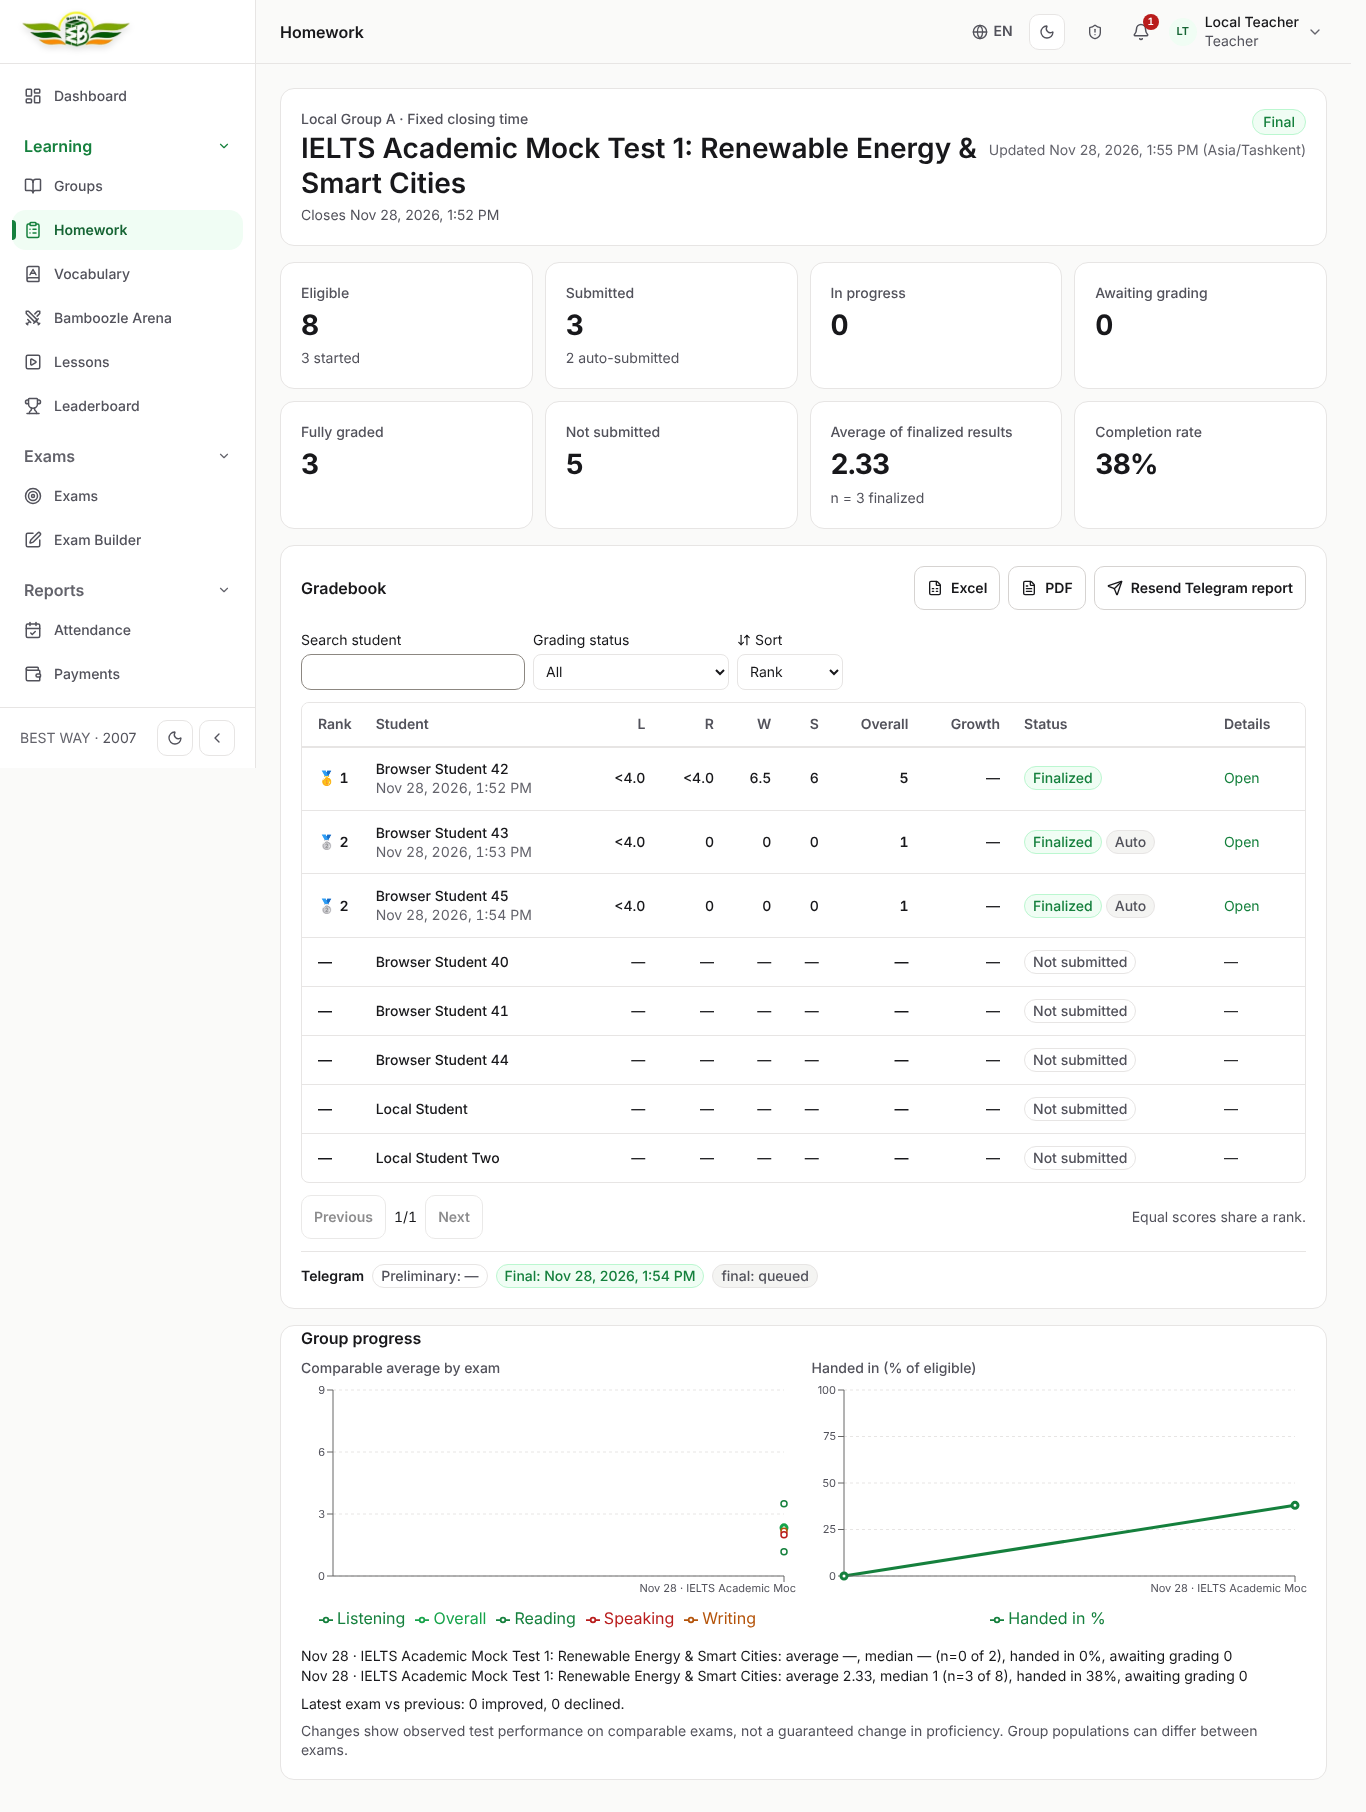 Homework
EN
1
LT
Local Teacher
Teacher
Dashboard
Learning
Groups
Homework
Vocabulary
Bamboozle Arena
Lessons
Leaderboard
Exams
Exams
Exam Builder
Reports
Attendance
Payments
BEST WAY · 2007
Local Group A · Fixed closing time
Final
IELTS Academic Mock Test 1: Renewable Energy & Smart Cities
Updated Nov 28, 2026, 1:55 PM (Asia/Tashkent)
Closes Nov 28, 2026, 1:52 PM
Eligible
8
3 started
Submitted
3
2 auto-submitted
In progress
0
Awaiting grading
0
Fully graded
3
Not submitted
5
Average of finalized results
2.33
n = 3 finalized
Completion rate
38%
Gradebook
Excel
PDF
Resend Telegram report
Search student
Grading status
All
Sort
Rank
Rank Student L R W S Overall Growth Status Details
1 Browser Student 42 <4.0 <4.0 6.5 6 5 — Finalized Open
Nov 28, 2026, 1:52 PM
2 Browser Student 43 <4.0 0 0 0 1 — Finalized Auto Open
Nov 28, 2026, 1:53 PM
2 Browser Student 45 <4.0 0 0 0 1 — Finalized Auto Open
Nov 28, 2026, 1:54 PM
— Browser Student 40 — — — — — — Not submitted —
— Browser Student 41 — — — — — — Not submitted —
— Browser Student 44 — — — — — — Not submitted —
— Local Student — — — — — — Not submitted —
— Local Student Two — — — — — — Not submitted —
Previous 1/1 Next
Equal scores share a rank.
Telegram Preliminary: — Final: Nov 28, 2026, 1:54 PM final: queued
Group progress
Comparable average by exam
9
6
3
0
Nov 28 · IELTS Academic Moc
Listening Overall Reading Speaking Writing
Handed in (% of eligible)
100
75
50
25
0
Nov 28 · IELTS Academic Moc
Handed in %
Nov 28 · IELTS Academic Mock Test 1: Renewable Energy & Smart Cities: average —, median — (n=0 of 2), handed in 0%, awaiting grading 0
Nov 28 · IELTS Academic Mock Test 1: Renewable Energy & Smart Cities: average 2.33, median 1 (n=3 of 8), handed in 38%, awaiting grading 0
Latest exam vs previous: 0 improved, 0 declined.
Changes show observed test performance on comparable exams, not a guaranteed change in proficiency. Group populations can differ between
exams.